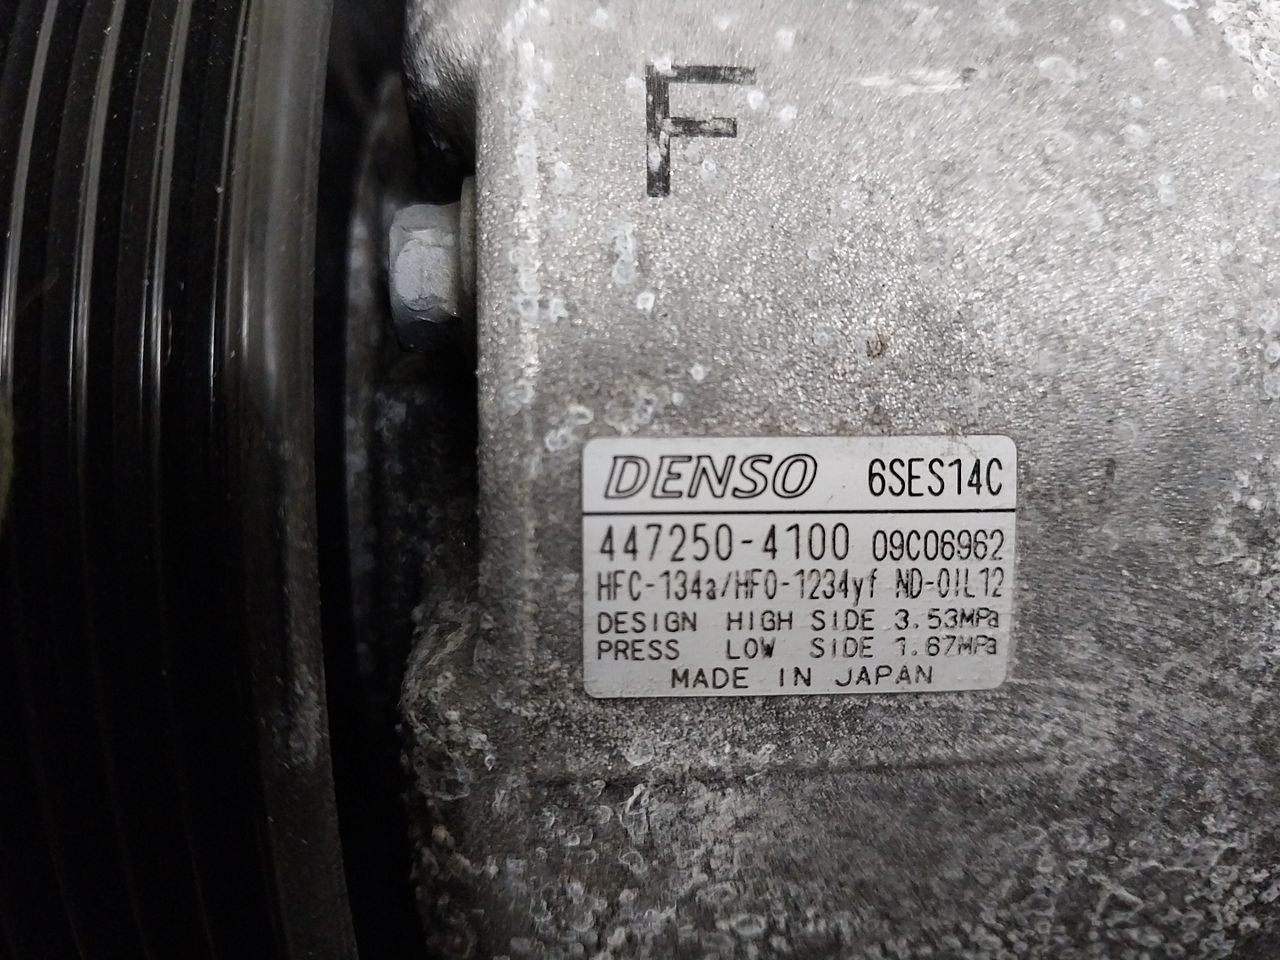 F
DENSO 6SES14C
447250-4100 09C06962
HFC-134a/HFO-1234yf ND-OIL12
DESIGN HIGH SIDE 3.53MPa
PRESS LOW SIDE 1.67MPa
MADE IN JAPAN